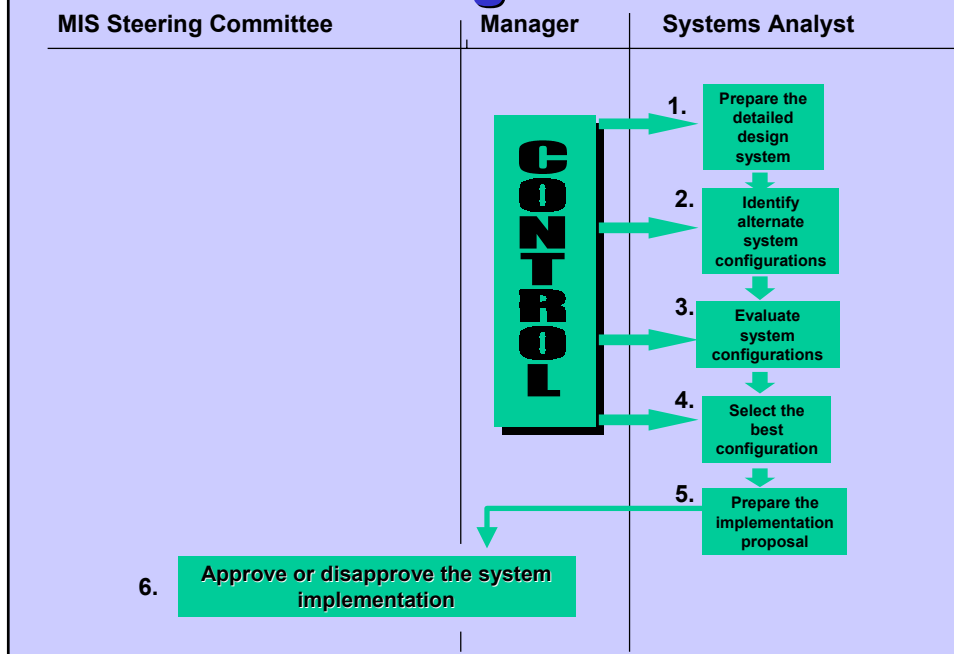 MIS Steering Committee
Manager
Systems Analyst
CONTROL
1.
Prepare the
detailed
design
system
2.
Identify
alternate
system
configurations
3.
Evaluate
system
configurations
4.
Select the
best
configuration
5.
Prepare the
implementation
proposal
6.
Approve or disapprove the system
implementation